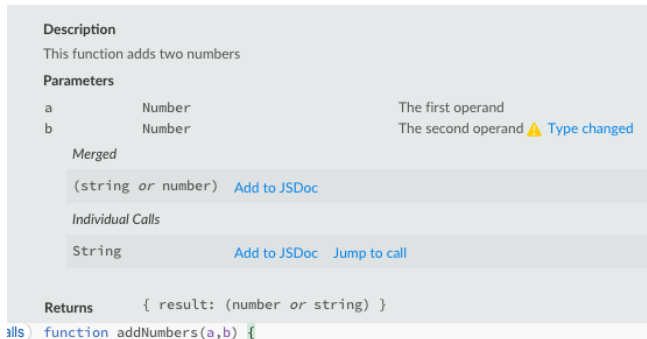 Description
This function adds two numbers
Parameters
a Number The first operand
b Number The second operand Type changed
Merged
(string or number) Add to JSDoc
Individual Calls
String Add to JSDoc Jump to call
Returns { result: (number or string) }
alls function addNumbers(a,b) {